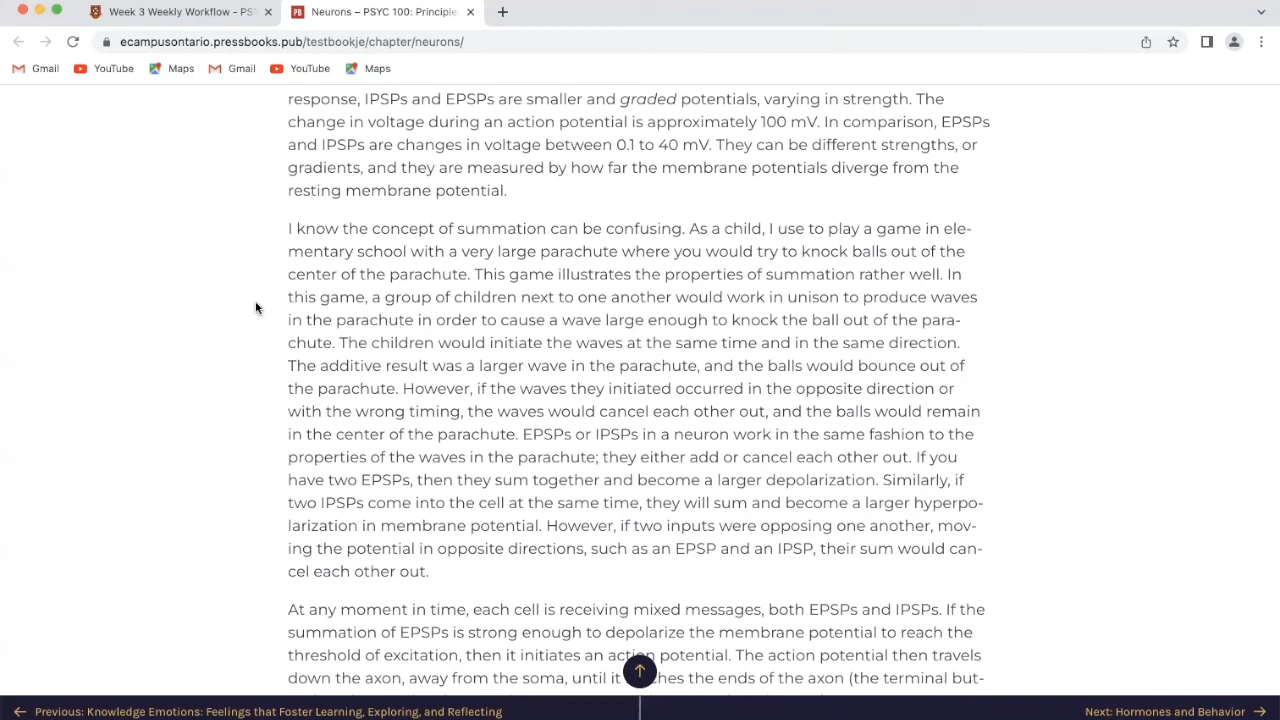 Week 3 Weekly Workflow - PSY
Neurons – PSYC 100: Principle
ecampusontario.pressbooks.pub/testbookje/chapter/neurons/
Gmail YouTube Maps Gmail YouTube Maps
response, IPSPs and EPSPs are smaller and graded potentials, varying in strength. The
change in voltage during an action potential is approximately 100 mV. In comparison, EPSPs
and IPSPs are changes in voltage between 0.1 to 40 mV. They can be different strengths, or
gradients, and they are measured by how far the membrane potentials diverge from the
resting membrane potential.
I know the concept of summation can be confusing. As a child, I use to play a game in ele-
mentary school with a very large parachute where you would try to knock balls out of the
center of the parachute. This game illustrates the properties of summation rather well. In
this game, a group of children next to one another would work in unison to produce waves
in the parachute in order to cause a wave large enough to knock the ball out of the para-
chute. The children would initiate the waves at the same time and in the same direction.
The additive result was a larger wave in the parachute, and the balls would bounce out of
the parachute. However, if the waves they initiated occurred in the opposite direction or
with the wrong timing, the waves would cancel each other out, and the balls would remain
in the center of the parachute. EPSPs or IPSPs in a neuron work in the same fashion to the
properties of the waves in the parachute; they either add or cancel each other out. If you
have two EPSPs, then they sum together and become a larger depolarization. Similarly, if
two IPSPs come into the cell at the same time, they will sum and become a larger hyperpo-
larization in membrane potential. However, if two inputs were opposing one another, mov-
ing the potential in opposite directions, such as an EPSP and an IPSP, their sum would can-
cel each other out.
At any moment in time, each cell is receiving mixed messages, both EPSPs and IPSPs. If the
summation of EPSPs is strong enough to depolarize the membrane potential to reach the
threshold of excitation, then it initiates an action potential. The action potential then travels
down the axon, away from the soma, until it ches the ends of the axon (the terminal but-
Previous: Knowledge Emotions: Feelings that Foster Learning, Exploring, and Reflecting
Next: Hormones and Behavior